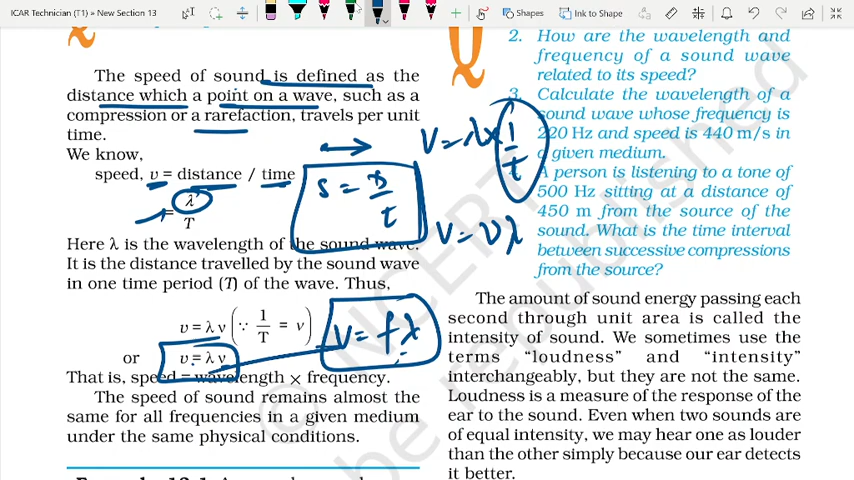 ICAR Technician (T1) » New Section 13
Shapes
Ink to Shape
The speed of sound is defined as the
distance which a point on a wave, such as a
compression or a rarefaction, travels per unit
time.
We know,
speed, v = distance / time
= λ / T
Here λ is the wavelength of the sound wave.
It is the distance travelled by the sound wave
in one time period (T) of the wave. Thus,
v = λ ν (∵ 1/T = ν)
or v = λ ν
That is, speed = wavelength × frequency.
The speed of sound remains almost the
same for all frequencies in a given medium
under the same physical conditions.
V = λ × 1/t
S = s/t
V = νλ
V = fλ
Q
2. How are the wavelength and
frequency of a sound wave
related to its speed?
3. Calculate the wavelength of a
sound wave whose frequency is
220 Hz and speed is 440 m/s in
a given medium.
A person is listening to a tone of
500 Hz sitting at a distance of
450 m from the source of the
sound. What is the time interval
between successive compressions
from the source?
The amount of sound energy passing each
second through unit area is called the
intensity of sound. We sometimes use the
terms “loudness” and “intensity”
interchangeably, but they are not the same.
Loudness is a measure of the response of the
ear to the sound. Even when two sounds are
of equal intensity, we may hear one as louder
than the other simply because our ear detects
it better.
© NCERT
be republished